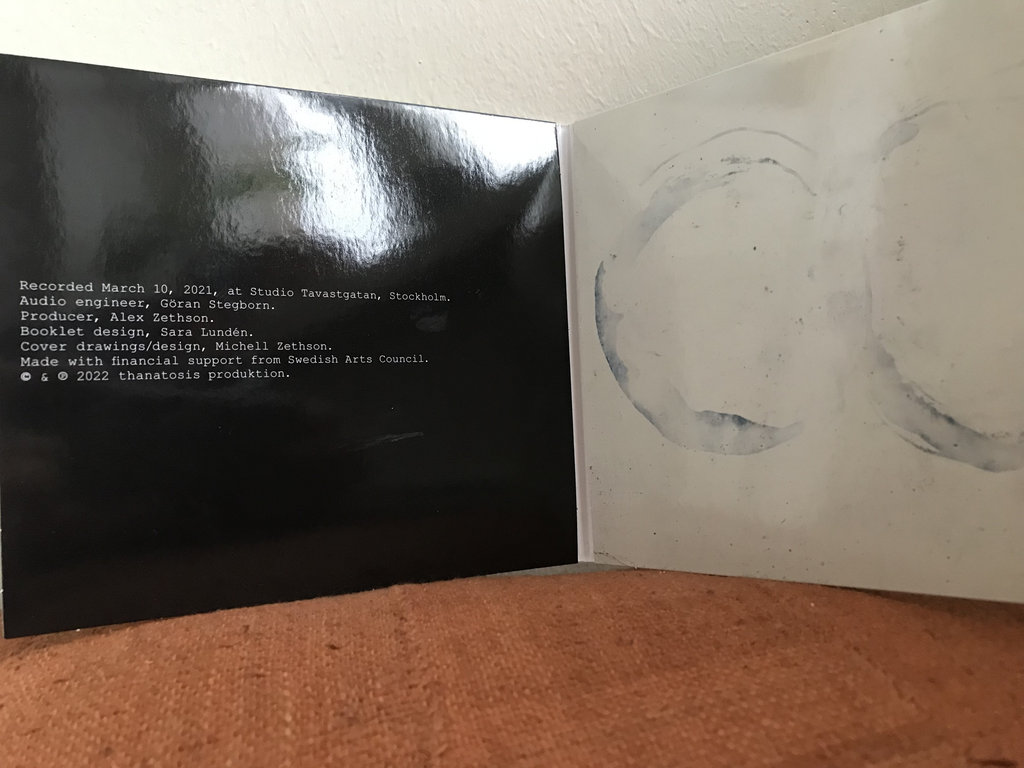 Recorded March 10, 2021, at Studio Tavastgatan, Stockholm.
Audio engineer, Göran Stegborn.
Producer, Alex Zethson.
Booklet design, Sara Lundén.
Cover drawings/design, Michell Zethson.
Made with financial support from Swedish Arts Council.
© & ℗ 2022 thanatosis produktion.